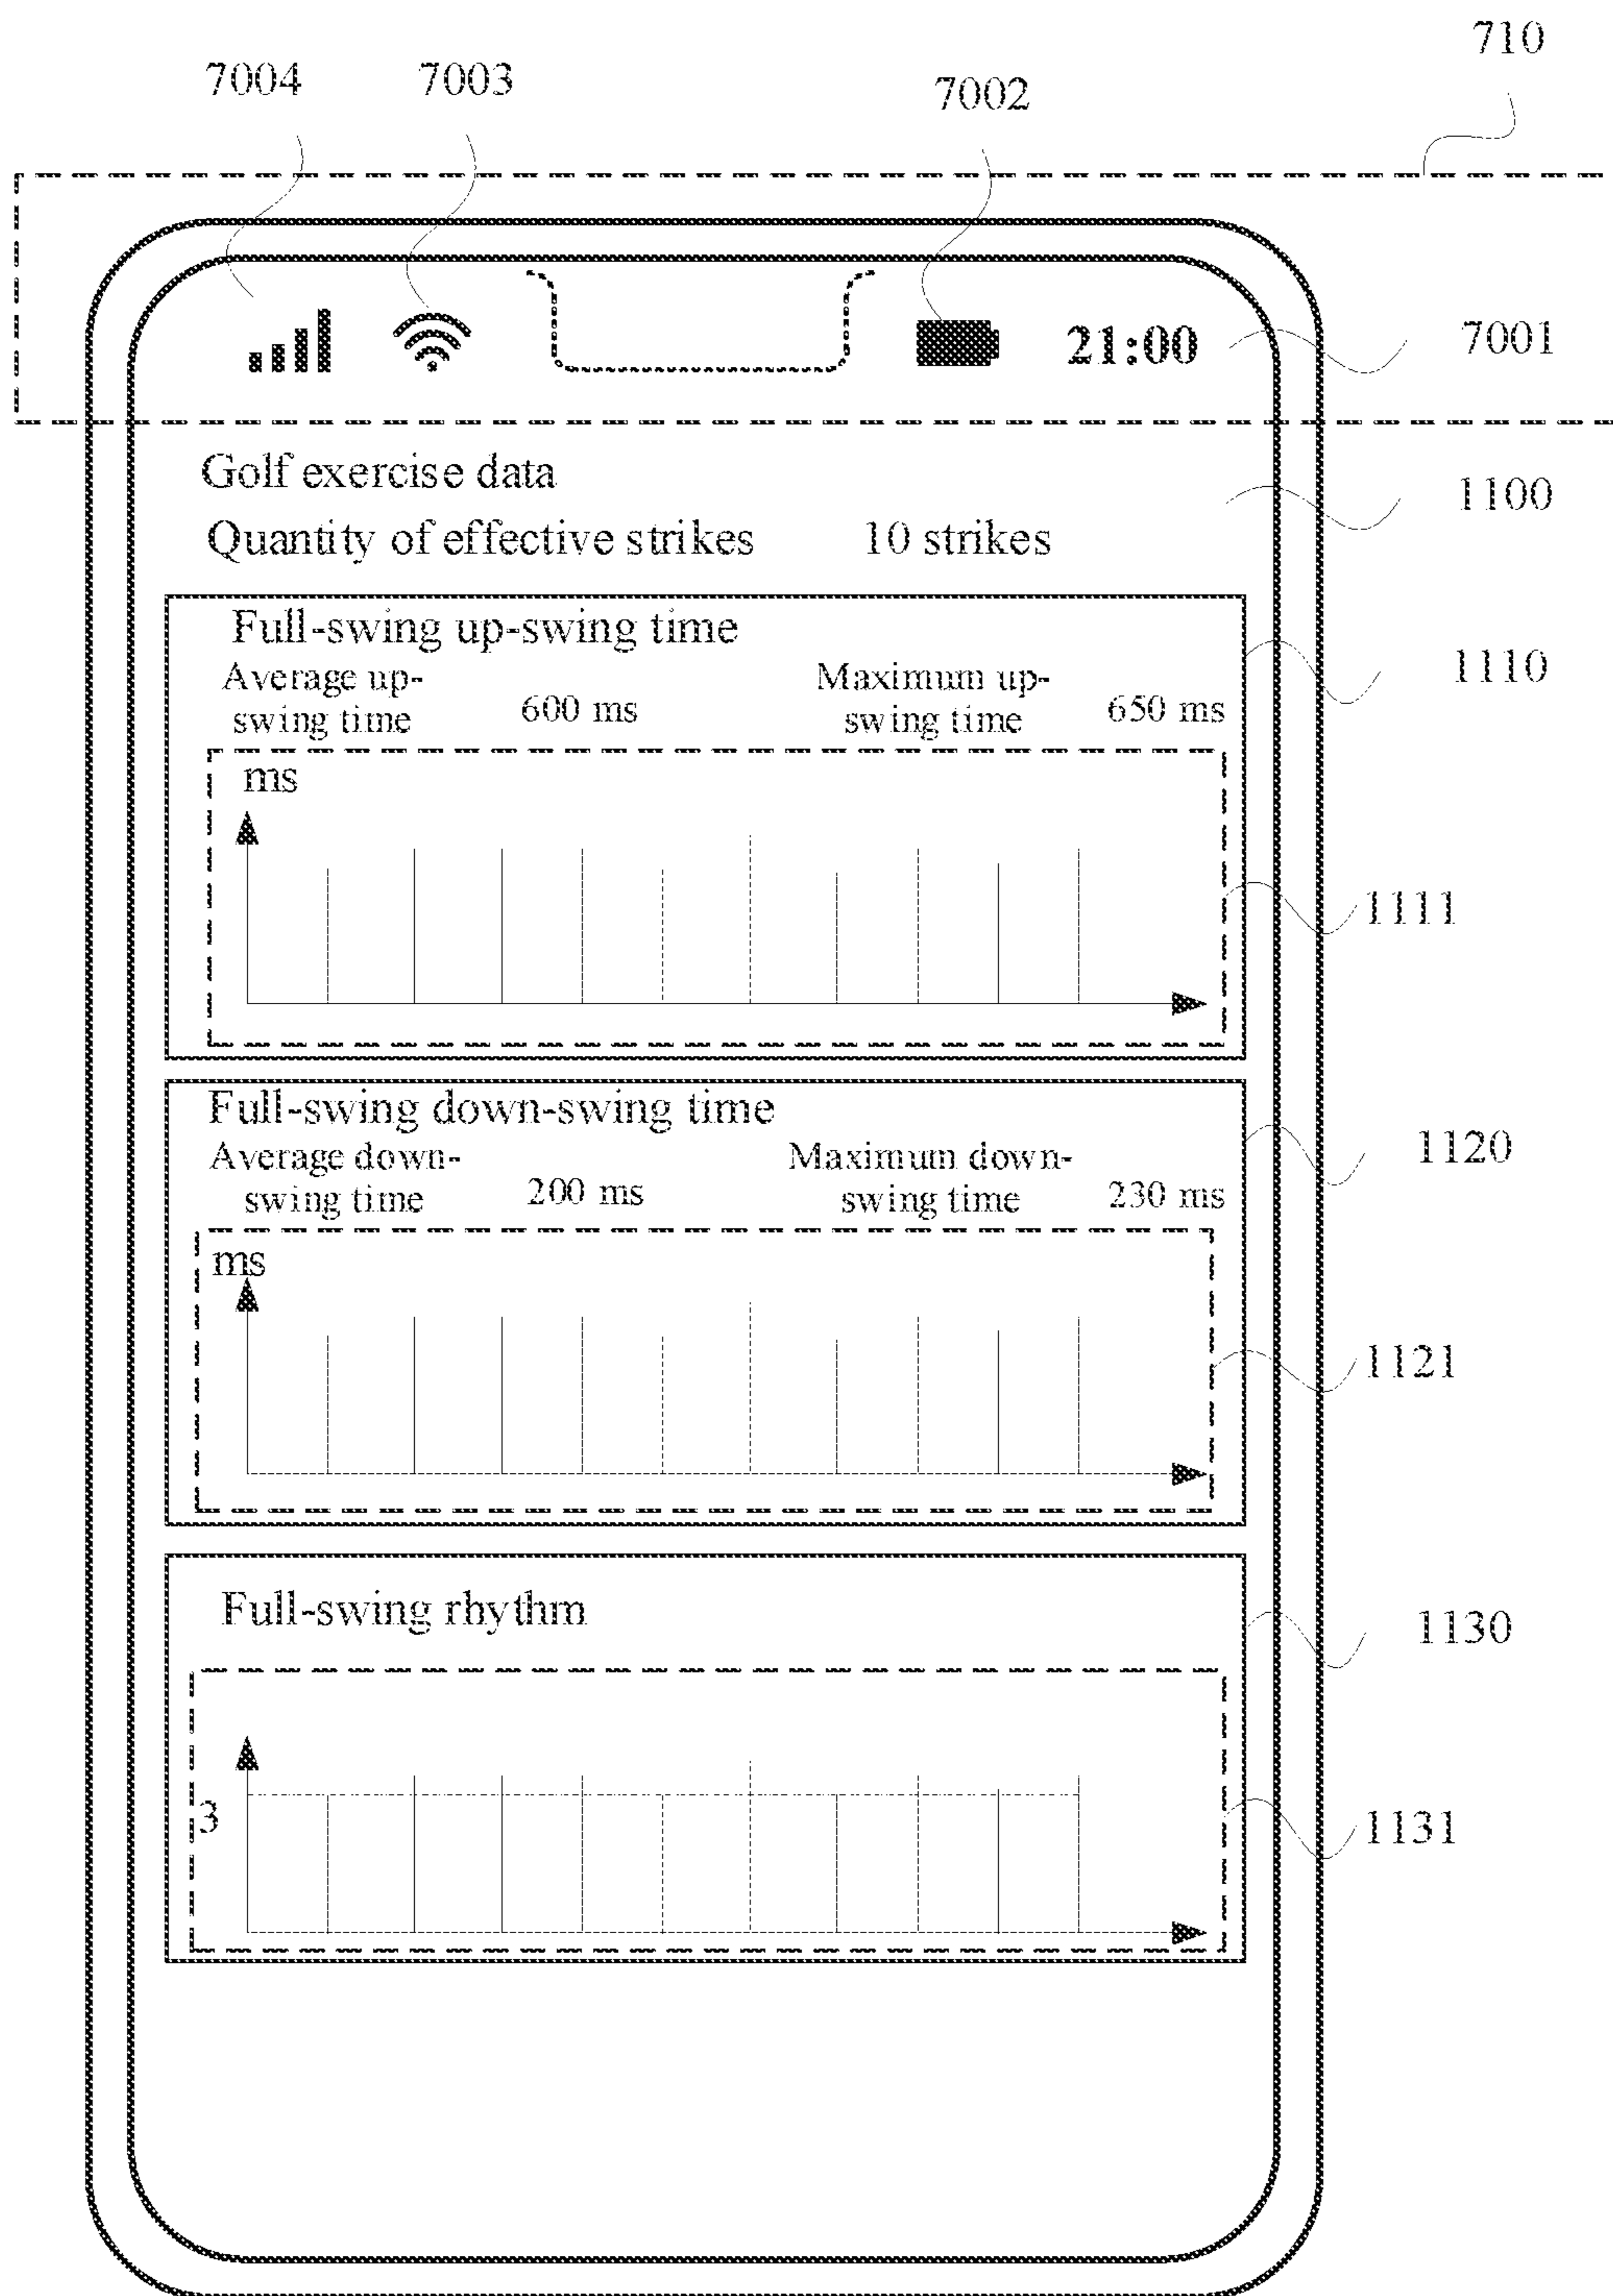 710
7004
7003
7002
21:00
7001
Golf exercise data
1100
Quantity of effective strikes 10 strikes
Full-swing up-swing time
1110
Average up-
swing time
600 ms
Maximum up-
swing time
650 ms
ms
1111
Full-swing down-swing time
1120
Average down-
swing time
200 ms
Maximum down-
swing time
230 ms
ms
1121
Full-swing rhythm
1130
3
1131